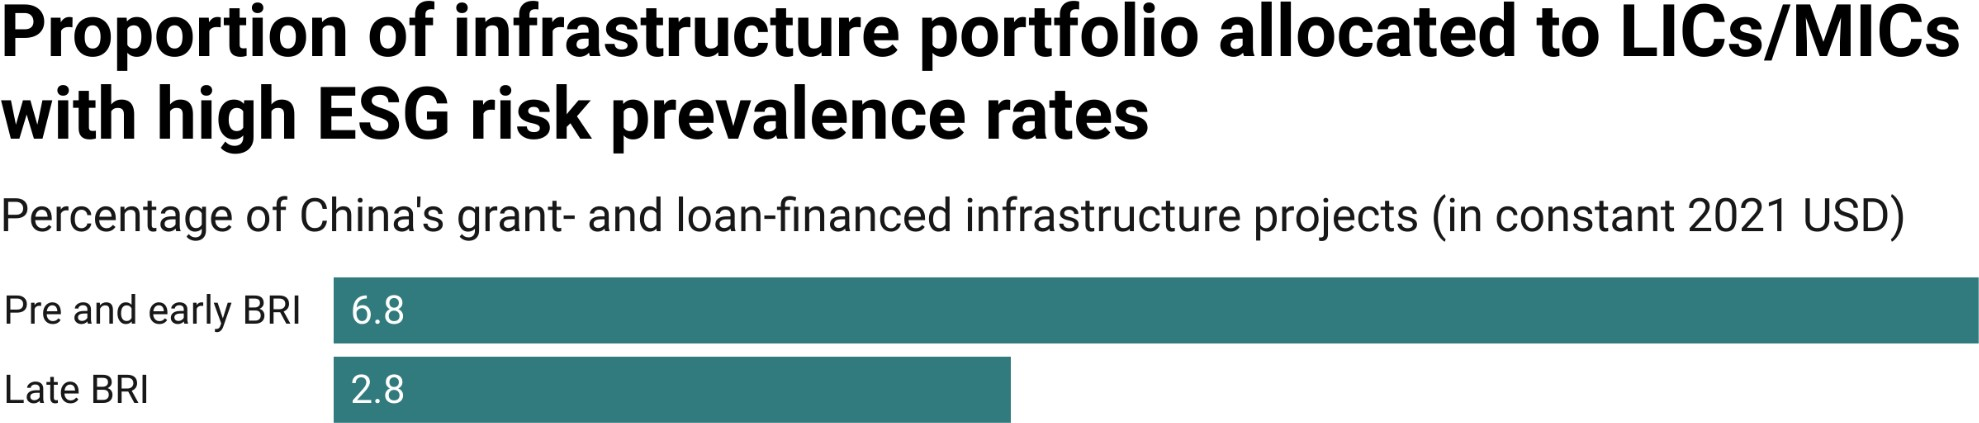 Proportion of infrastructure portfolio allocated to LICs/MICs
with high ESG risk prevalence rates
Percentage of China's grant- and loan-financed infrastructure projects (in constant 2021 USD)
Pre and early BRI 6.8
Late BRI 2.8